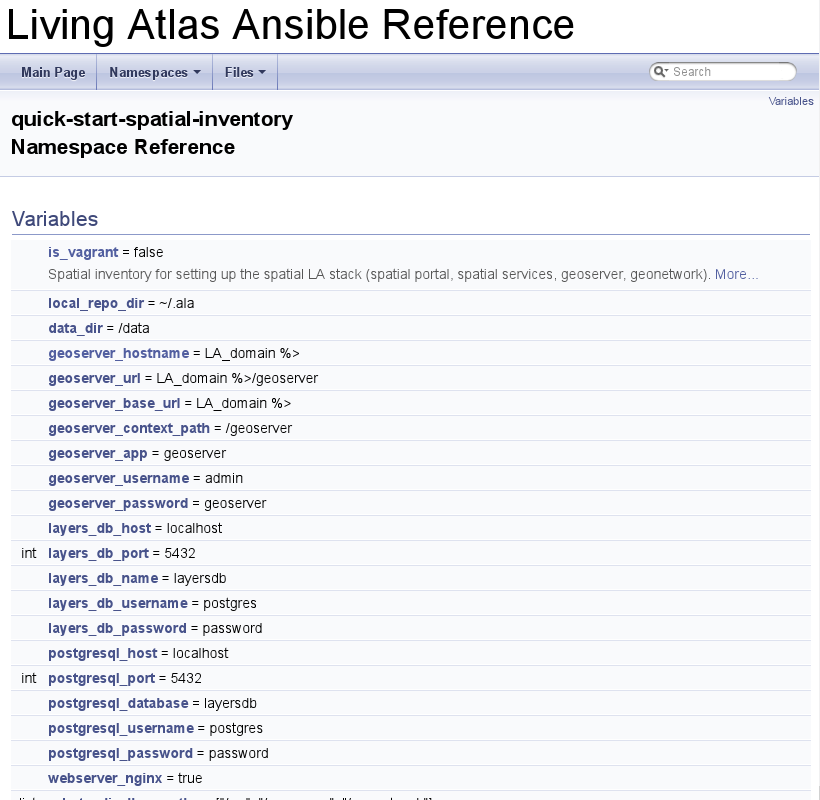 Living Atlas Ansible Reference
Main Page Namespaces Files Search
Variables
quick-start-spatial-inventory
Namespace Reference
Variables
is_vagrant = false
Spatial inventory for setting up the spatial LA stack (spatial portal, spatial services, geoserver, geonetwork). More...
local_repo_dir = ~/.ala
data_dir = /data
geoserver_hostname = LA_domain %>
geoserver_url = LA_domain %>/geoserver
geoserver_base_url = LA_domain %>
geoserver_context_path = /geoserver
geoserver_app = geoserver
geoserver_username = admin
geoserver_password = geoserver
layers_db_host = localhost
int layers_db_port = 5432
layers_db_name = layersdb
layers_db_username = postgres
layers_db_password = password
postgresql_host = localhost
int postgresql_port = 5432
postgresql_database = layersdb
postgresql_username = postgres
postgresql_password = password
webserver_nginx = true